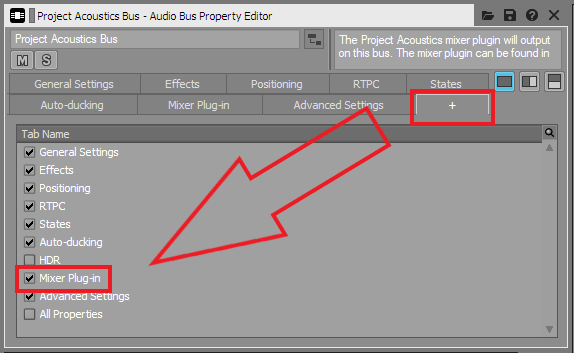 Project Acoustics Bus - Audio Bus Property Editor
Project Acoustics Bus
The Project Acoustics mixer plugin will output
on this bus. The mixer plugin can be found in
M S
General Settings Effects Positioning RTPC States
Auto-ducking Mixer Plug-in Advanced Settings +
Tab Name
General Settings
Effects
Positioning
RTPC
States
Auto-ducking
HDR
Mixer Plug-in
Advanced Settings
All Properties